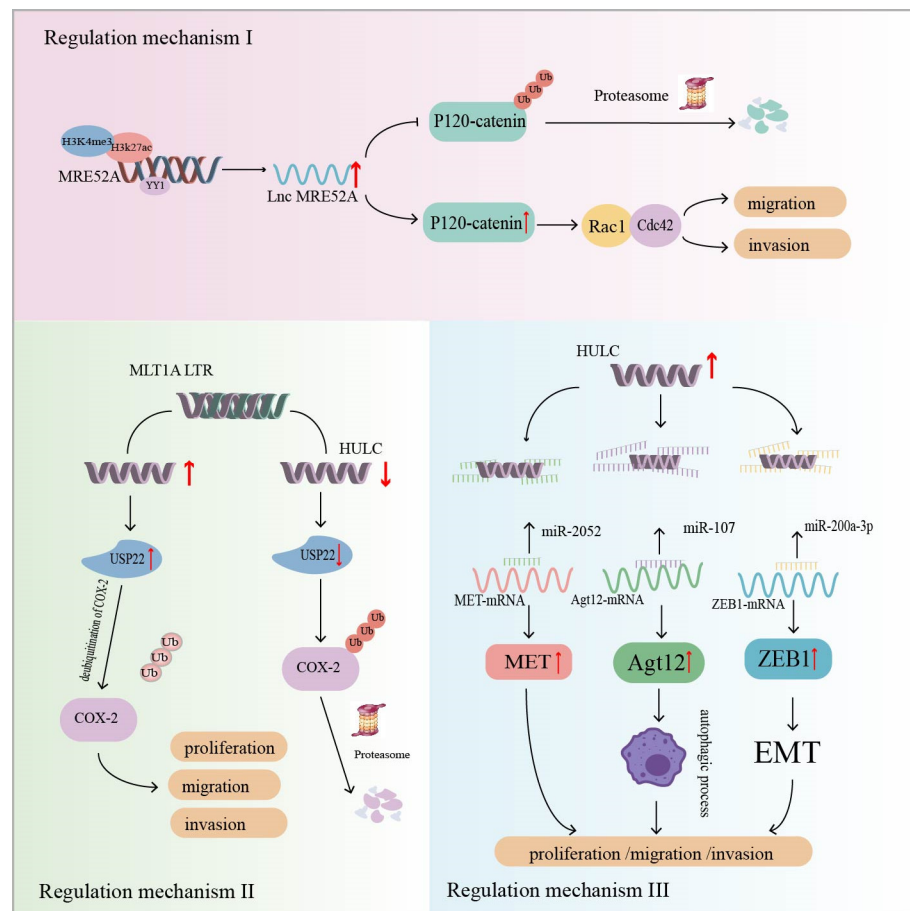 Regulation mechanism I
Ub
Ub
Ub
P120-catenin
Proteasome
H3K4me3
H3k27ac
MRE52A
YY1
Lnc MRE52A
P120-catenin
Rac1
Cdc42
migration
invasion
MLT1A LTR
HULC
USP22
USP22
deubiquitination of COX-2
Ub
Ub
Ub
Ub
Ub
Ub
COX-2
COX-2
Proteasome
proliferation
migration
invasion
Regulation mechanism II
HULC
miR-2052
miR-107
miR-200a-3p
MET-mRNA
Agt12-mRNA
ZEB1-mRNA
MET
Agt12
ZEB1
autophagic process
EMT
proliferation /migration /invasion
Regulation mechanism III